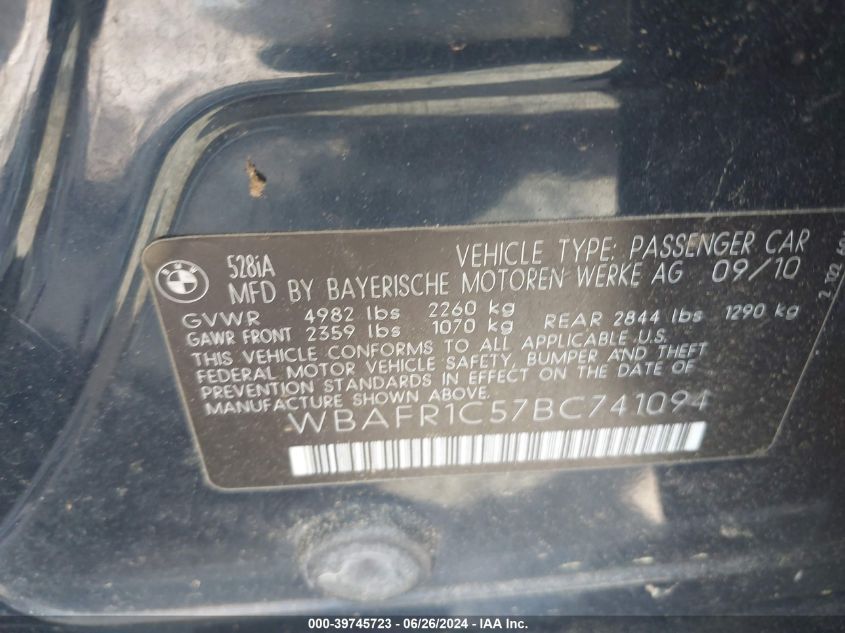 BMW
528iA
VEHICLE TYPE: PASSENGER CAR
MFD BY BAYERISCHE MOTOREN WERKE AG 09/10
GVWR 4982 lbs 2260 kg
GAWR FRONT 2359 lbs 1070 kg REAR 2844 lbs 1290 kg
THIS VEHICLE CONFORMS TO ALL APPLICABLE U.S.
FEDERAL MOTOR VEHICLE SAFETY, BUMPER AND THEFT
PREVENTION STANDARDS IN EFFECT ON THE DATE OF
MANUFACTURE SHOWN ABOVE.
WBAFR1C57BC741094
000-39745723 | 06/26/2024 - IAA Inc.